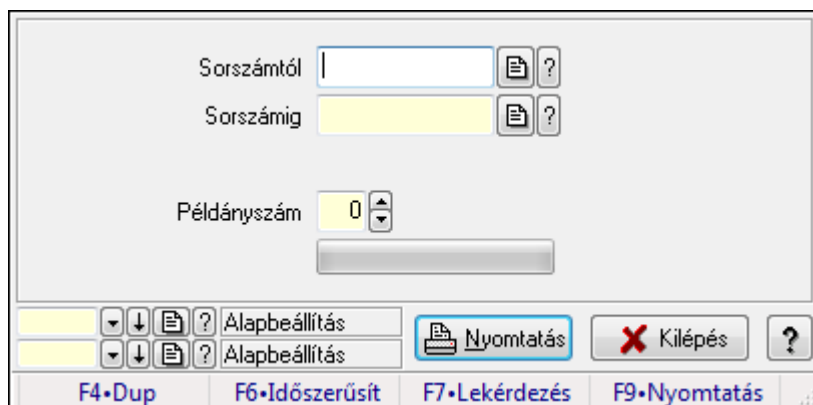 Sorszámtól ?
Sorszámig ?
Példányszám 0
? Alapbeállítás
? Alapbeállítás
Nyomtatás Kilépés ?
F4•Dup F6•Időszerűsít F7•Lekérdezés F9•Nyomtatás